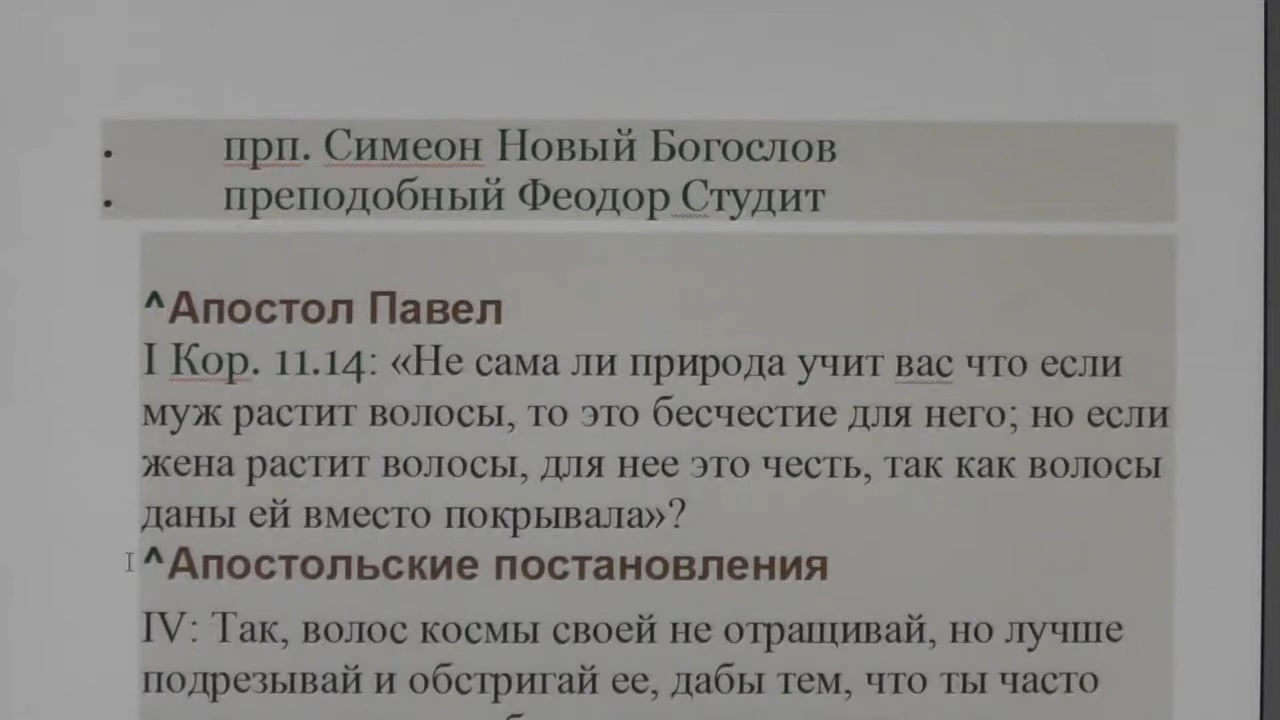 • прп. Симеон Новый Богослов
• преподобный Феодор Студит
^Апостол Павел
I Кор. 11.14: «Не сама ли природа учит вас что если
муж растит волосы, то это бесчестие для него; но если
жена растит волосы, для нее это честь, так как волосы
даны ей вместо покрывала»?
^Апостольские постановления
IV: Так, волос космы своей не отращивай, но лучше
подрезывай и обстригай ее, дабы тем, что ты часто